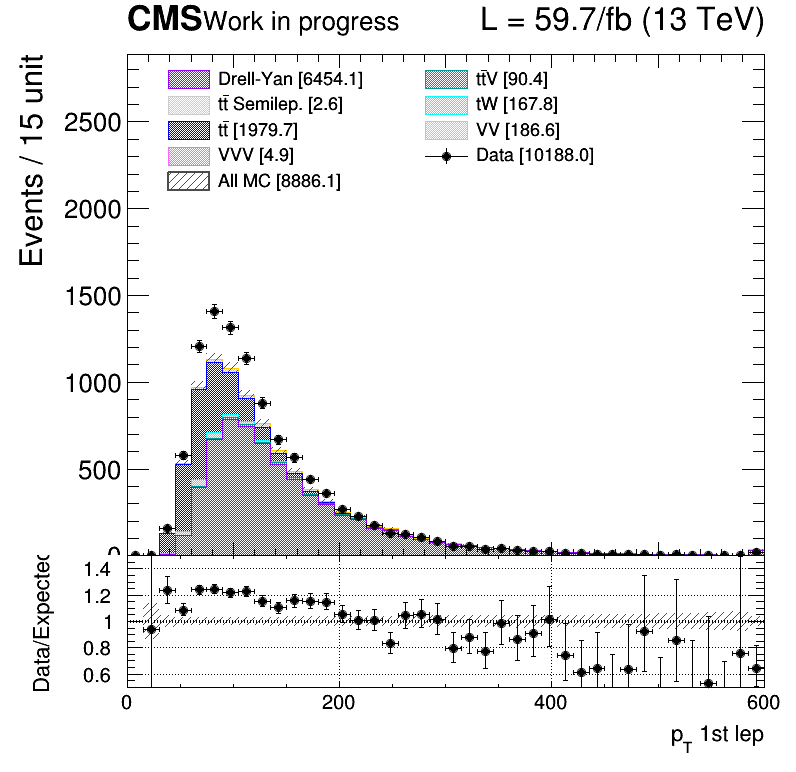 CMS Work in progress L = 59.7/fb (13 TeV)
Events / 15 unit
Drell-Yan [6454.1]
tt̄ Semilep. [2.6]
tt̄ [1979.7]
VVV [4.9]
All MC [8886.1]
tt̄V [90.4]
tW [167.8]
VV [186.6]
Data [10188.0]
2500
2000
1500
1000
500
0
Data/Expected
1.4
1.2
1
0.8
0.6
0 200 400 600
p_T 1st lep